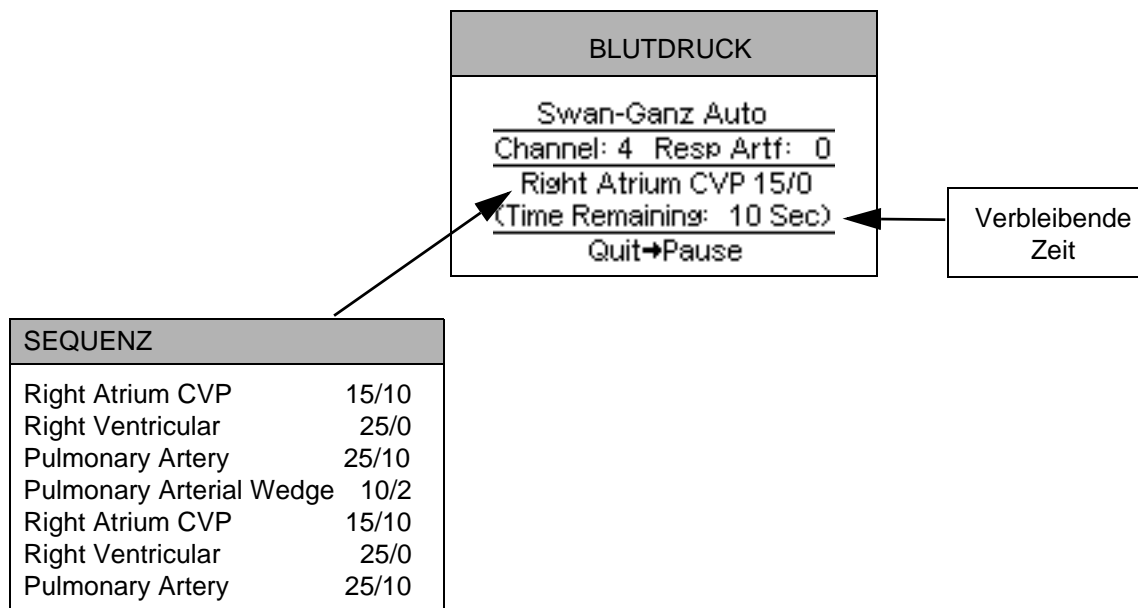 BLUTDRUCK
Swan-Ganz Auto
Channel: 4 Resp Artf: 0
Right Atrium CVP 15/0
(Time Remaining: 10 Sec)
Quit➔Pause
Verbleibende
Zeit
SEQUENZ
Right Atrium CVP 15/10
Right Ventricular 25/0
Pulmonary Artery 25/10
Pulmonary Arterial Wedge 10/2
Right Atrium CVP 15/10
Right Ventricular 25/0
Pulmonary Artery 25/10